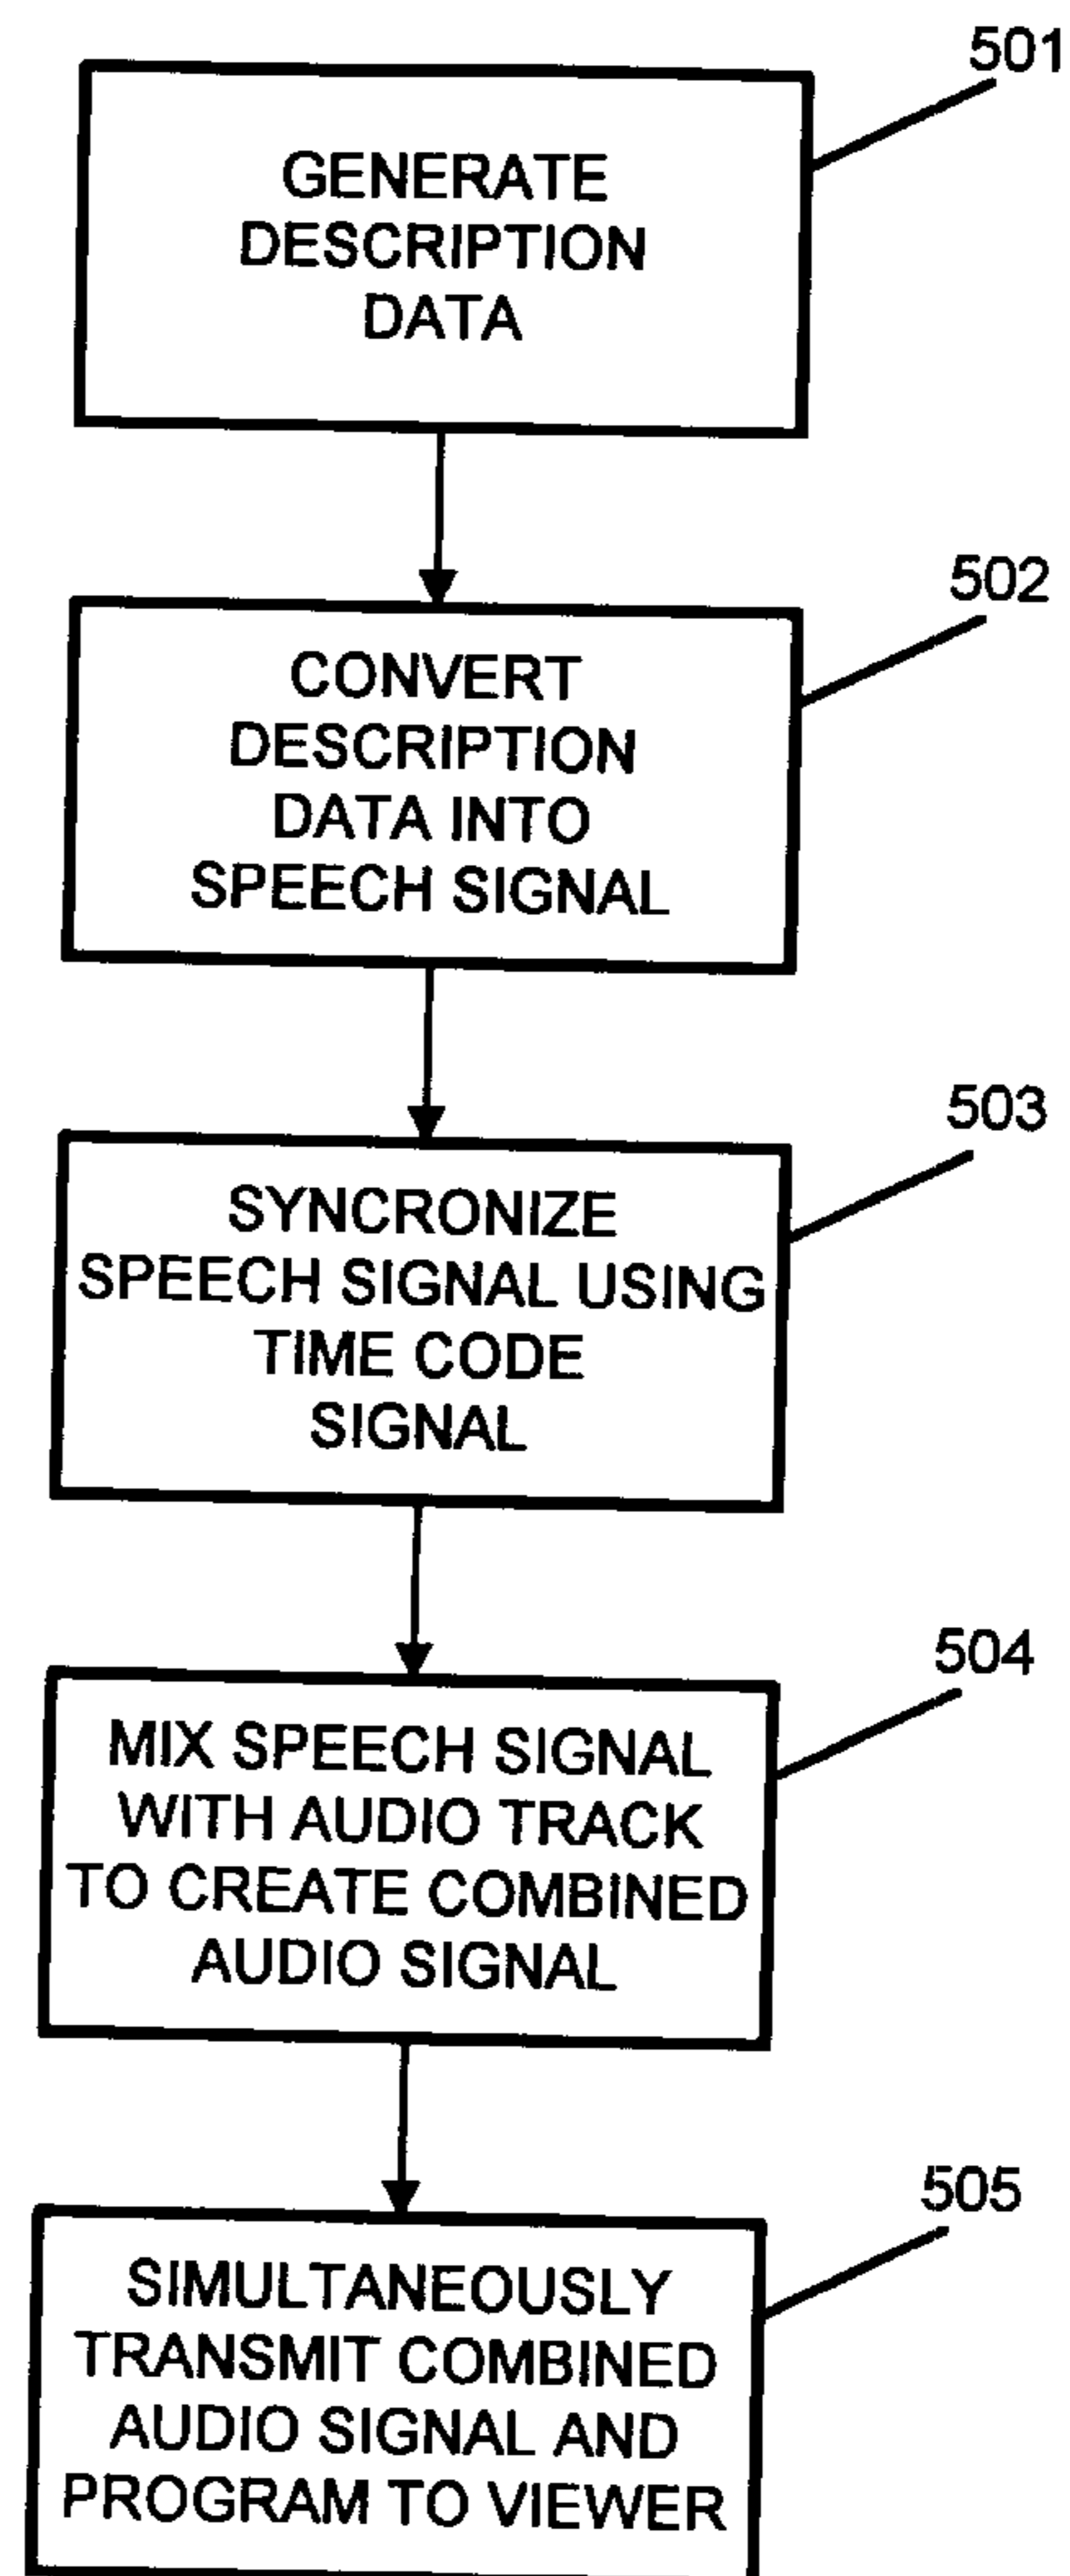 501
GENERATE
DESCRIPTION
DATA
502
CONVERT
DESCRIPTION
DATA INTO
SPEECH SIGNAL
503
SYNCRONIZE
SPEECH SIGNAL USING
TIME CODE
SIGNAL
504
MIX SPEECH SIGNAL
WITH AUDIO TRACK
TO CREATE COMBINED
AUDIO SIGNAL
505
SIMULTANEOUSLY
TRANSMIT COMBINED
AUDIO SIGNAL AND
PROGRAM TO VIEWER